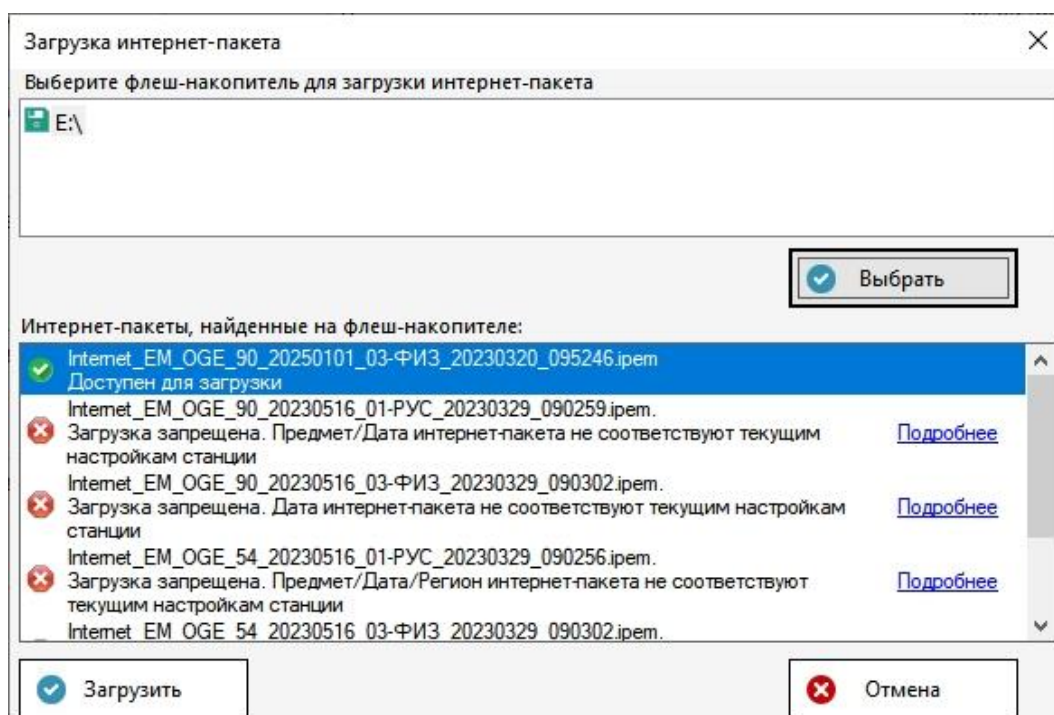 Загрузка интернет-пакета
Выберите флеш-накопитель для загрузки интернет-пакета
E:\
Выбрать
Интернет-пакеты, найденные на флеш-накопителе:
Internet_EM_OGE_90_20250101_03-ФИЗ_20230320_095246.ipem
Доступен для загрузки
Internet_EM_OGE_90_20230516_01-РУС_20230329_090259.ipem.
Загрузка запрещена. Предмет/Дата интернет-пакета не соответствуют текущим
настройкам станции
Подробнее
Internet_EM_OGE_90_20230516_03-ФИЗ_20230329_090302.ipem.
Загрузка запрещена. Дата интернет-пакета не соответствуют текущим настройкам
станции
Подробнее
Internet_EM_OGE_54_20230516_01-РУС_20230329_090256.ipem.
Загрузка запрещена. Предмет/Дата/Регион интернет-пакета не соответствуют
текущим настройкам станции
Подробнее
Internet_EM_OGE_54_20230516_03-ФИЗ_20230329_090302.ipem.
Загрузить
Отмена